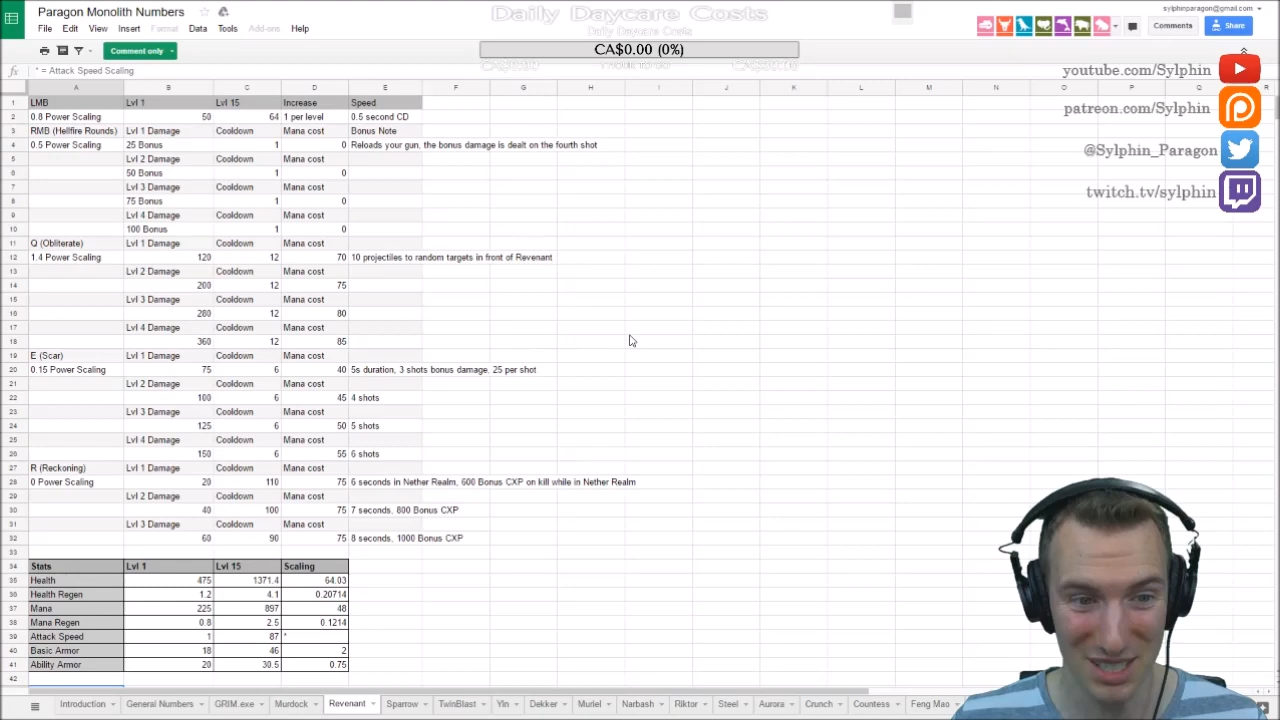 Paragon Monolith Numbers
Daily Daycare Costs
sylphinparagon@gmail.com
File Edit View Insert Format Data Tools Add-ons Help
Daily Daycare Costs
Comments Share
Comment only
CA$0.00 (0%)
fx * = Attack Speed Scaling
youtube.com/Sylphin
patreon.com/Sylphin
@Sylphin_Paragon
twitch.tv/sylphin
A B C D E F G H I J K L M N O P Q R
1 LMB Lvl 1 Lvl 15 Increase Speed
2 0.8 Power Scaling 50 64 1 per level 0.5 second CD
3 RMB (Hellfire Rounds) Lvl 1 Damage Cooldown Mana cost Bonus Note
4 0.5 Power Scaling 25 Bonus 1 0 Reloads your gun, the bonus damage is dealt on the fourth shot
5 Lvl 2 Damage Cooldown Mana cost
6 50 Bonus 1 0
7 Lvl 3 Damage Cooldown Mana cost
8 75 Bonus 1 0
9 Lvl 4 Damage Cooldown Mana cost
10 100 Bonus 1 0
11 Q (Obliterate) Lvl 1 Damage Cooldown Mana cost
12 1.4 Power Scaling 120 12 70 10 projectiles to random targets in front of Revenant
13 Lvl 2 Damage Cooldown Mana cost
14 200 12 75
15 Lvl 3 Damage Cooldown Mana cost
16 280 12 80
17 Lvl 4 Damage Cooldown Mana cost
18 360 12 85
19 E (Scar) Lvl 1 Damage Cooldown Mana cost
20 0.15 Power Scaling 75 6 40 5s duration, 3 shots bonus damage, 25 per shot
21 Lvl 2 Damage Cooldown Mana cost
22 100 6 45 4 shots
23 Lvl 3 Damage Cooldown Mana cost
24 125 6 50 5 shots
25 Lvl 4 Damage Cooldown Mana cost
26 150 6 55 6 shots
27 R (Reckoning) Lvl 1 Damage Cooldown Mana cost
28 0 Power Scaling 20 110 75 6 seconds in Nether Realm, 600 Bonus CXP on kill while in Nether Realm
29 Lvl 2 Damage Cooldown Mana cost
30 40 100 75 7 seconds, 800 Bonus CXP
31 Lvl 3 Damage Cooldown Mana cost
32 60 90 75 8 seconds, 1000 Bonus CXP
33
34 Stats Lvl 1 Lvl 15 Scaling
35 Health 475 1371.4 64.03
36 Health Regen 1.2 4.1 0.20714
37 Mana 225 897 48
38 Mana Regen 0.8 2.5 0.1214
39 Attack Speed 1 87 *
40 Basic Armor 18 46 2
41 Ability Armor 20 30.5 0.75
42
Introduction General Numbers GRIM.exe Murdock Revenant Sparrow TwinBlast Yin Dekker Muriel Narbash Riktor Steel Aurora Crunch Countess Feng Mao